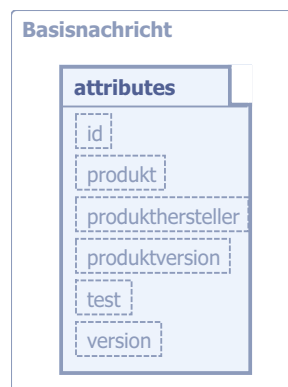 Basisnachricht
attributes
id
produkt
produkthersteller
produktversion
test
version